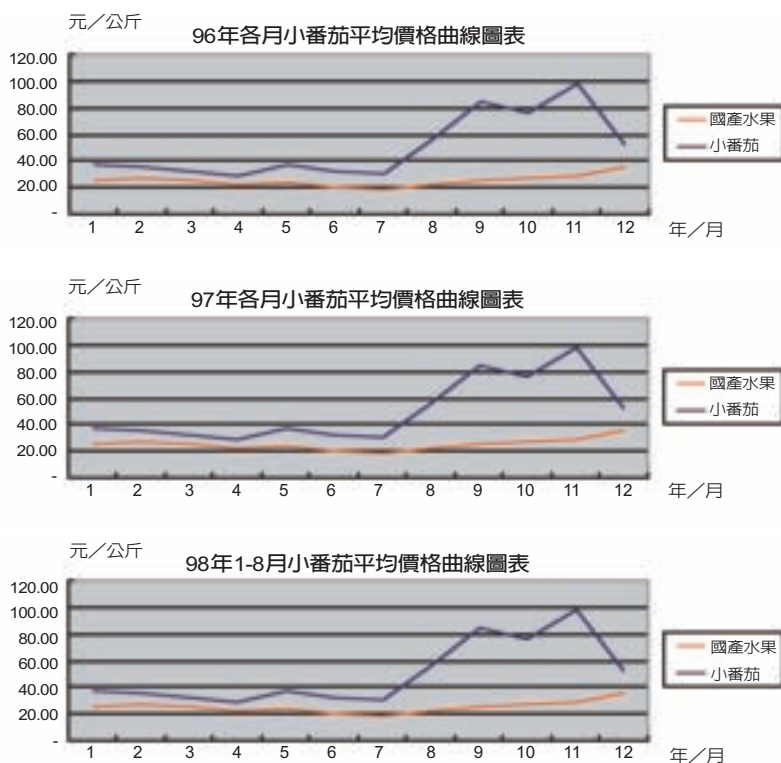 元／公斤
96年各月小番茄平均價格曲線圖表
120.00
100.00
80.00
60.00
40.00
20.00
-
1 2 3 4 5 6 7 8 9 10 11 12
年／月
國產水果
小番茄
元／公斤
97年各月小番茄平均價格曲線圖表
120.00
100.00
80.00
60.00
40.00
20.00
-
1 2 3 4 5 6 7 8 9 10 11 12
年／月
國產水果
小番茄
元／公斤
98年1-8月小番茄平均價格曲線圖表
120.00
100.00
80.00
60.00
40.00
20.00
-
1 2 3 4 5 6 7 8 9 10 11 12
年／月
國產水果
小番茄